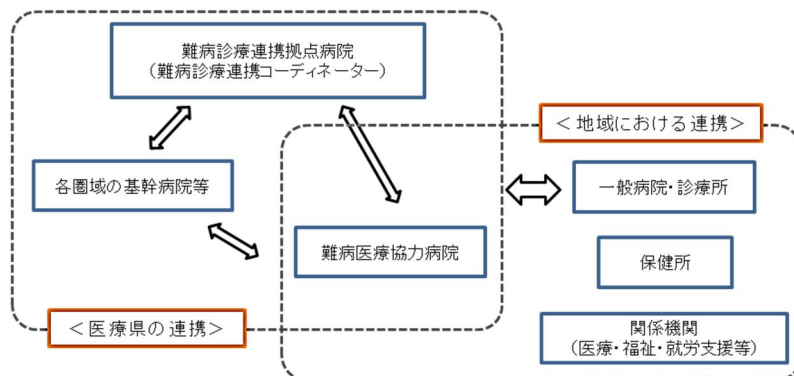 難病診療連携拠点病院
（難病診療連携コーディネーター）
＜地域における連携＞
各圏域の基幹病院等
一般病院・診療所
難病医療協力病院
保健所
＜医療県の連携＞
関係機関
（医療・福祉・就労支援等）